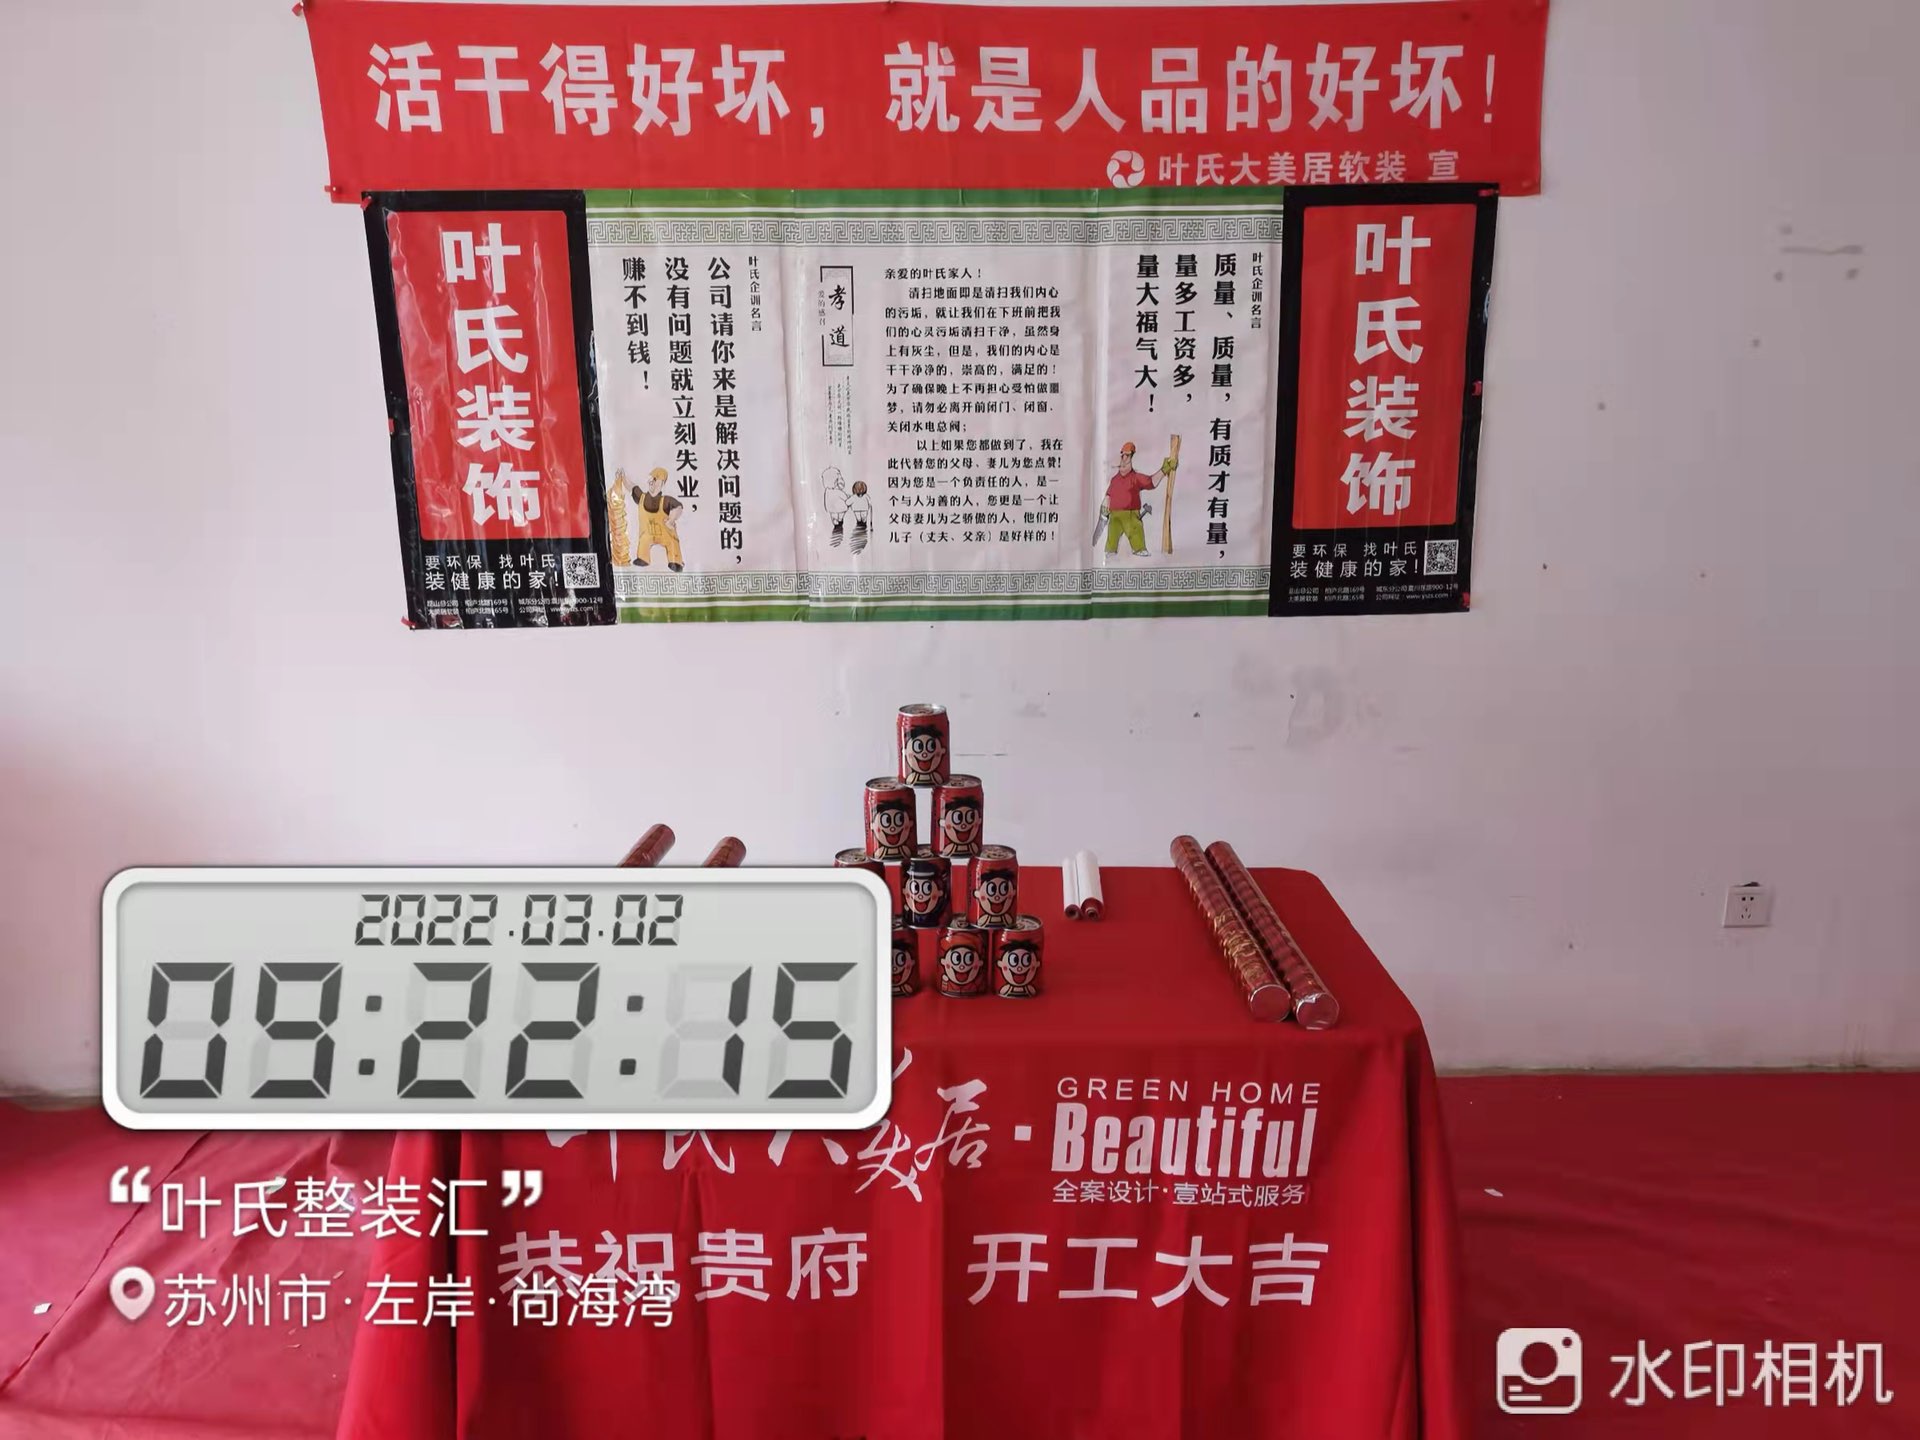 活干得好坏，就是人品的好坏！
叶氏大美居软装 宣
叶氏装饰
要环保 找叶氏
装健康的家！
叶氏企训名言
公司请你来是解决问题的，
没有问题就立刻失业，
赚不到钱！
孝道
爱的感召
亲爱的叶氏家人！
清扫地面即是清扫我们内心
的污垢，就让我们在下班前把我
们的心灵污垢清扫干净，虽然身
上有灰尘，但是，我们的内心是
干干净净的，崇高的，满足的！
为了确保晚上不再担心受怕做噩
梦，请勿必离开前闭门、闭窗、
关闭水电总阀；
以上如果您都做到了，我在
此代替您的父母、妻儿为您点赞！
因为您是一个负责任的人，是一
个与人为善的人，您更是一个让
父母妻儿为之骄傲的人，他们的
儿子（丈夫、父亲）是好样的！
叶氏企训名言
质量、质量，有质才有量，
量多工资多，
量大福气大！
叶氏装饰
要环保 找叶氏
装健康的家！
2022.03.02
09:22:15
叶氏大美居·
GREEN HOME
Beautiful
全案设计·壹站式服务
恭祝贵府 开工大吉
“叶氏整装汇”
苏州市·左岸·尚海湾
水印相机